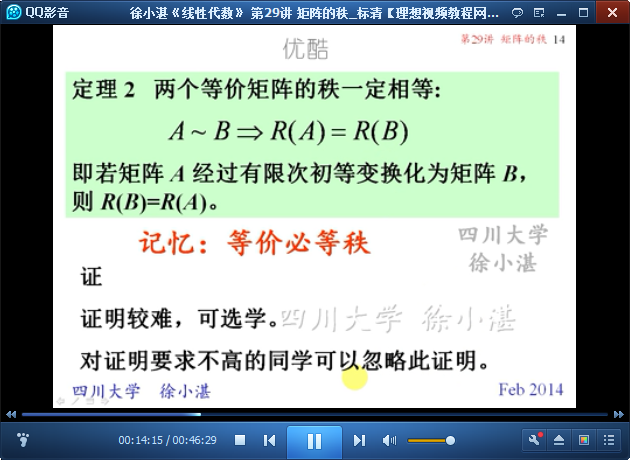 QQ影音
徐小湛《线性代数》 第29讲 矩阵的秩_标清【理想视频教程网...
优酷
第29讲 矩阵的秩 14
定理 2 两个等价矩阵的秩一定相等:
A ~ B ⇒ R(A) = R(B)
即若矩阵 A 经过有限次初等变换化为矩阵 B，
则 R(B)=R(A)。
记忆：等价必等秩
四川大学
徐小湛
证
证明较难，可选学。
四川大学 徐小湛
对证明要求不高的同学可以忽略此证明。
四川大学 徐小湛
Feb 2014
00:14:15 / 00:46:29